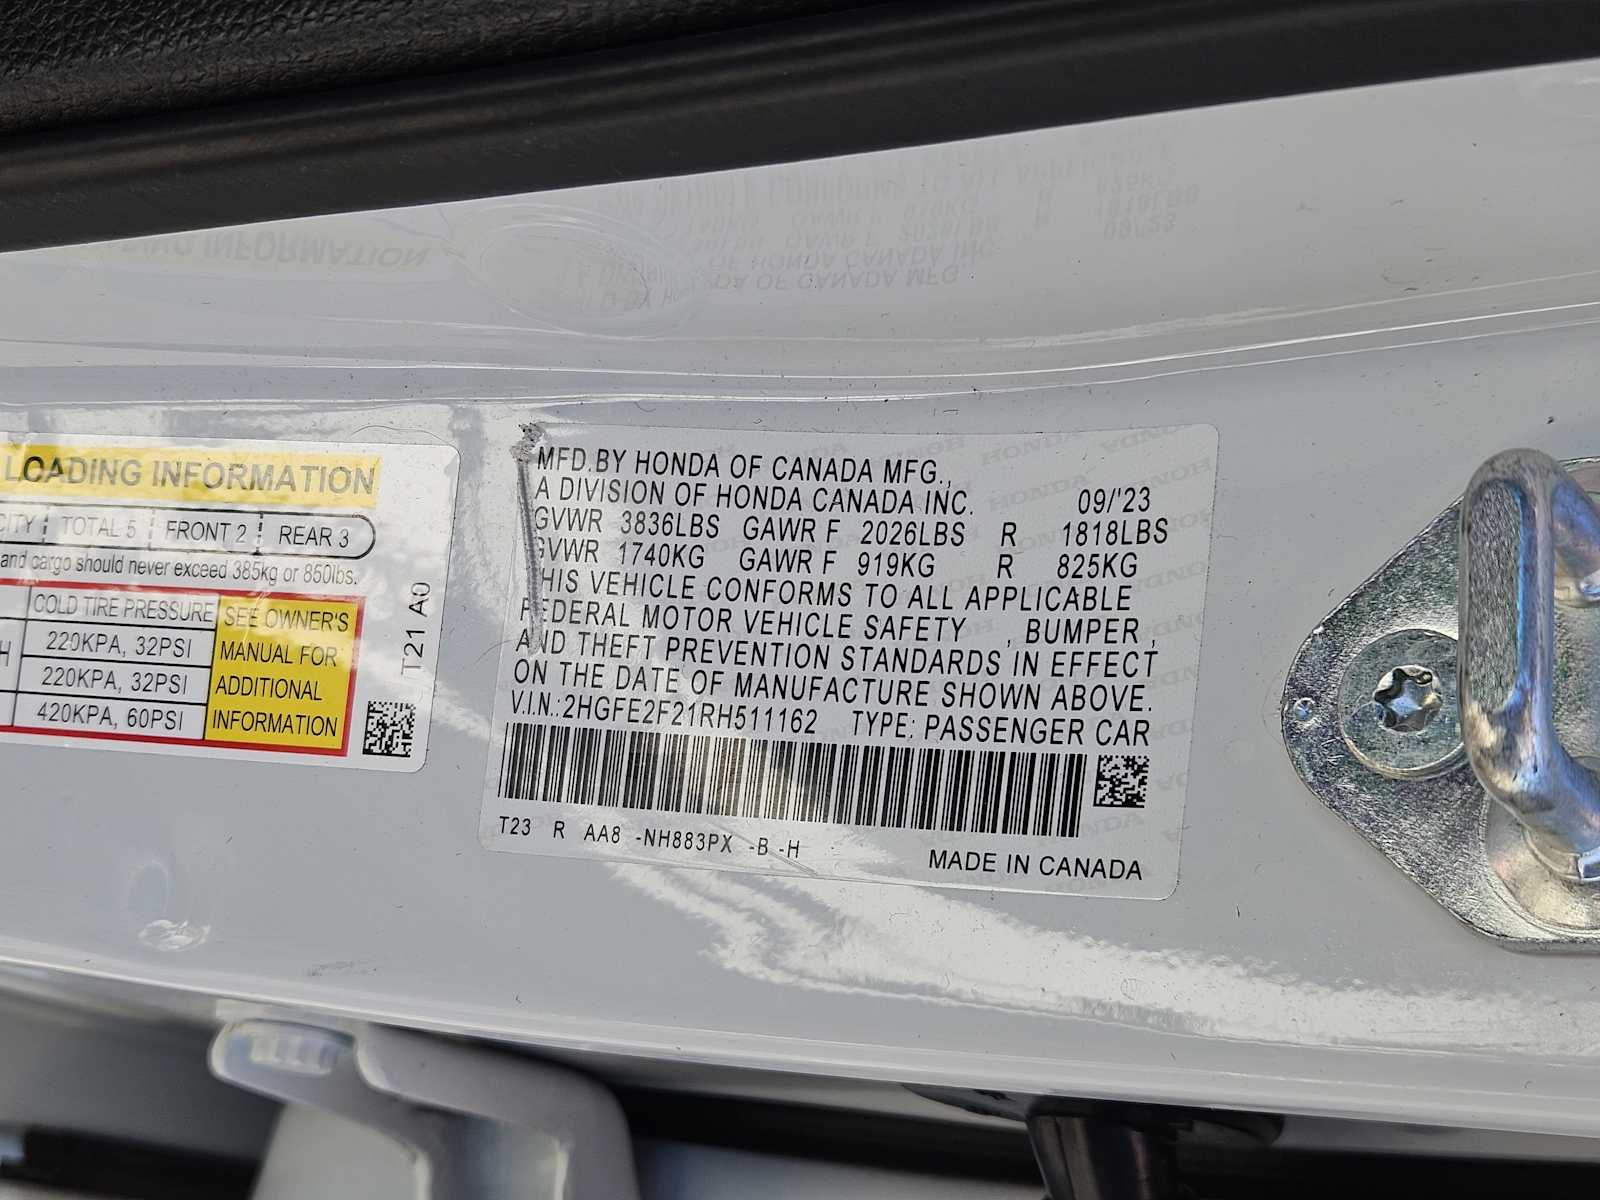 LOADING INFORMATION
CITY TOTAL 5 FRONT 2 REAR 3
and cargo should never exceed 385kg or 850lbs.
COLD TIRE PRESSURE
220KPA, 32PSI
220KPA, 32PSI
420KPA, 60PSI
SEE OWNER'S
MANUAL FOR
ADDITIONAL
INFORMATION
T21 A0
MFD.BY HONDA OF CANADA MFG.,
A DIVISION OF HONDA CANADA INC. 09/'23
GVWR 3836LBS GAWR F 2026LBS R 1818LBS
GVWR 1740KG GAWR F 919KG R 825KG
THIS VEHICLE CONFORMS TO ALL APPLICABLE
FEDERAL MOTOR VEHICLE SAFETY , BUMPER ,
AND THEFT PREVENTION STANDARDS IN EFFECT
ON THE DATE OF MANUFACTURE SHOWN ABOVE.
V.I.N.: 2HGFE2F21RH511162 TYPE: PASSENGER CAR
T23 R AA8 -NH883PX -B -H
MADE IN CANADA